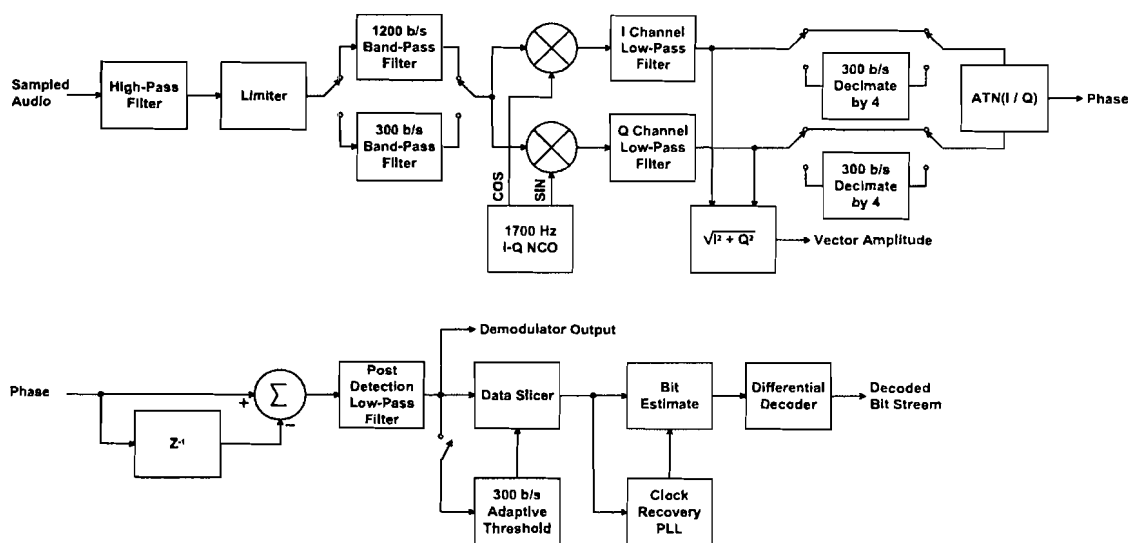 Sampled
Audio
High-Pass
Filter
Limiter
1200 b/s
Band-Pass
Filter
300 b/s
Band-Pass
Filter
COS
SIN
1700 Hz
I-Q NCO
I Channel
Low-Pass
Filter
Q Channel
Low-Pass
Filter
√I² + Q²
Vector Amplitude
300 b/s
Decimate
by 4
300 b/s
Decimate
by 4
ATN(I / Q)
Phase
Phase
Z⁻¹
+
Σ
−
Post
Detection
Low-Pass
Filter
Demodulator Output
Data Slicer
300 b/s
Adaptive
Threshold
Bit
Estimate
Clock
Recovery
PLL
Differential
Decoder
Decoded
Bit Stream